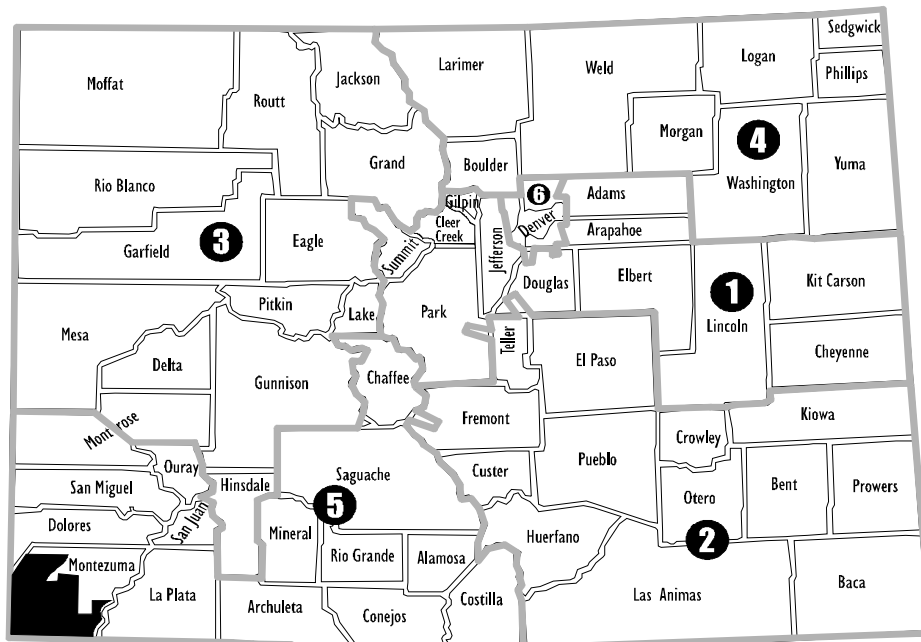 Sedgwick
Larimer
Logan
Weld
Jackson
Phillips
Moffat
Routt
Morgan
4
Grand
Boulder
Yuma
Rio Blanco
6
Washington
Adams
Gilpin
Cleer
Creek
Denver
Arapahoe
3
Eagle
Garfield
Summit
Jefferson
Douglas
Elbert
1
Kit Carson
Pitkin
Lake
Park
Lincoln
Mesa
Teller
Cheyenne
Delta
El Paso
Gunnison
Chaffee
Kiowa
Fremont
Montrose
Crowley
Pueblo
Ouray
Custer
Saguache
Hinsdale
Bent
Prowers
San Miguel
Otero
5
San Juan
Dolores
Mineral
Huerfano
2
Rio Grande
Alamosa
Montezuma
Baca
La Plata
Las Animas
Costilla
Archuleta
Conejos